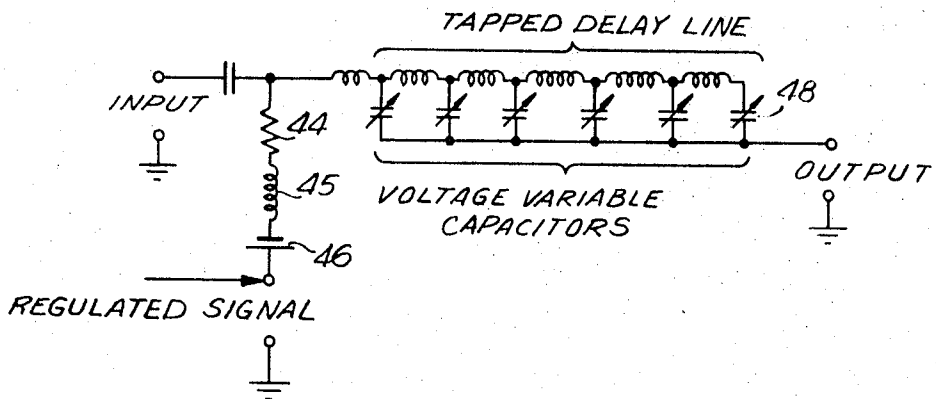 TAPPED DELAY LINE
48
INPUT
44
OUTPUT
45
VOLTAGE VARIABLE
CAPACITORS
46
REGULATED SIGNAL